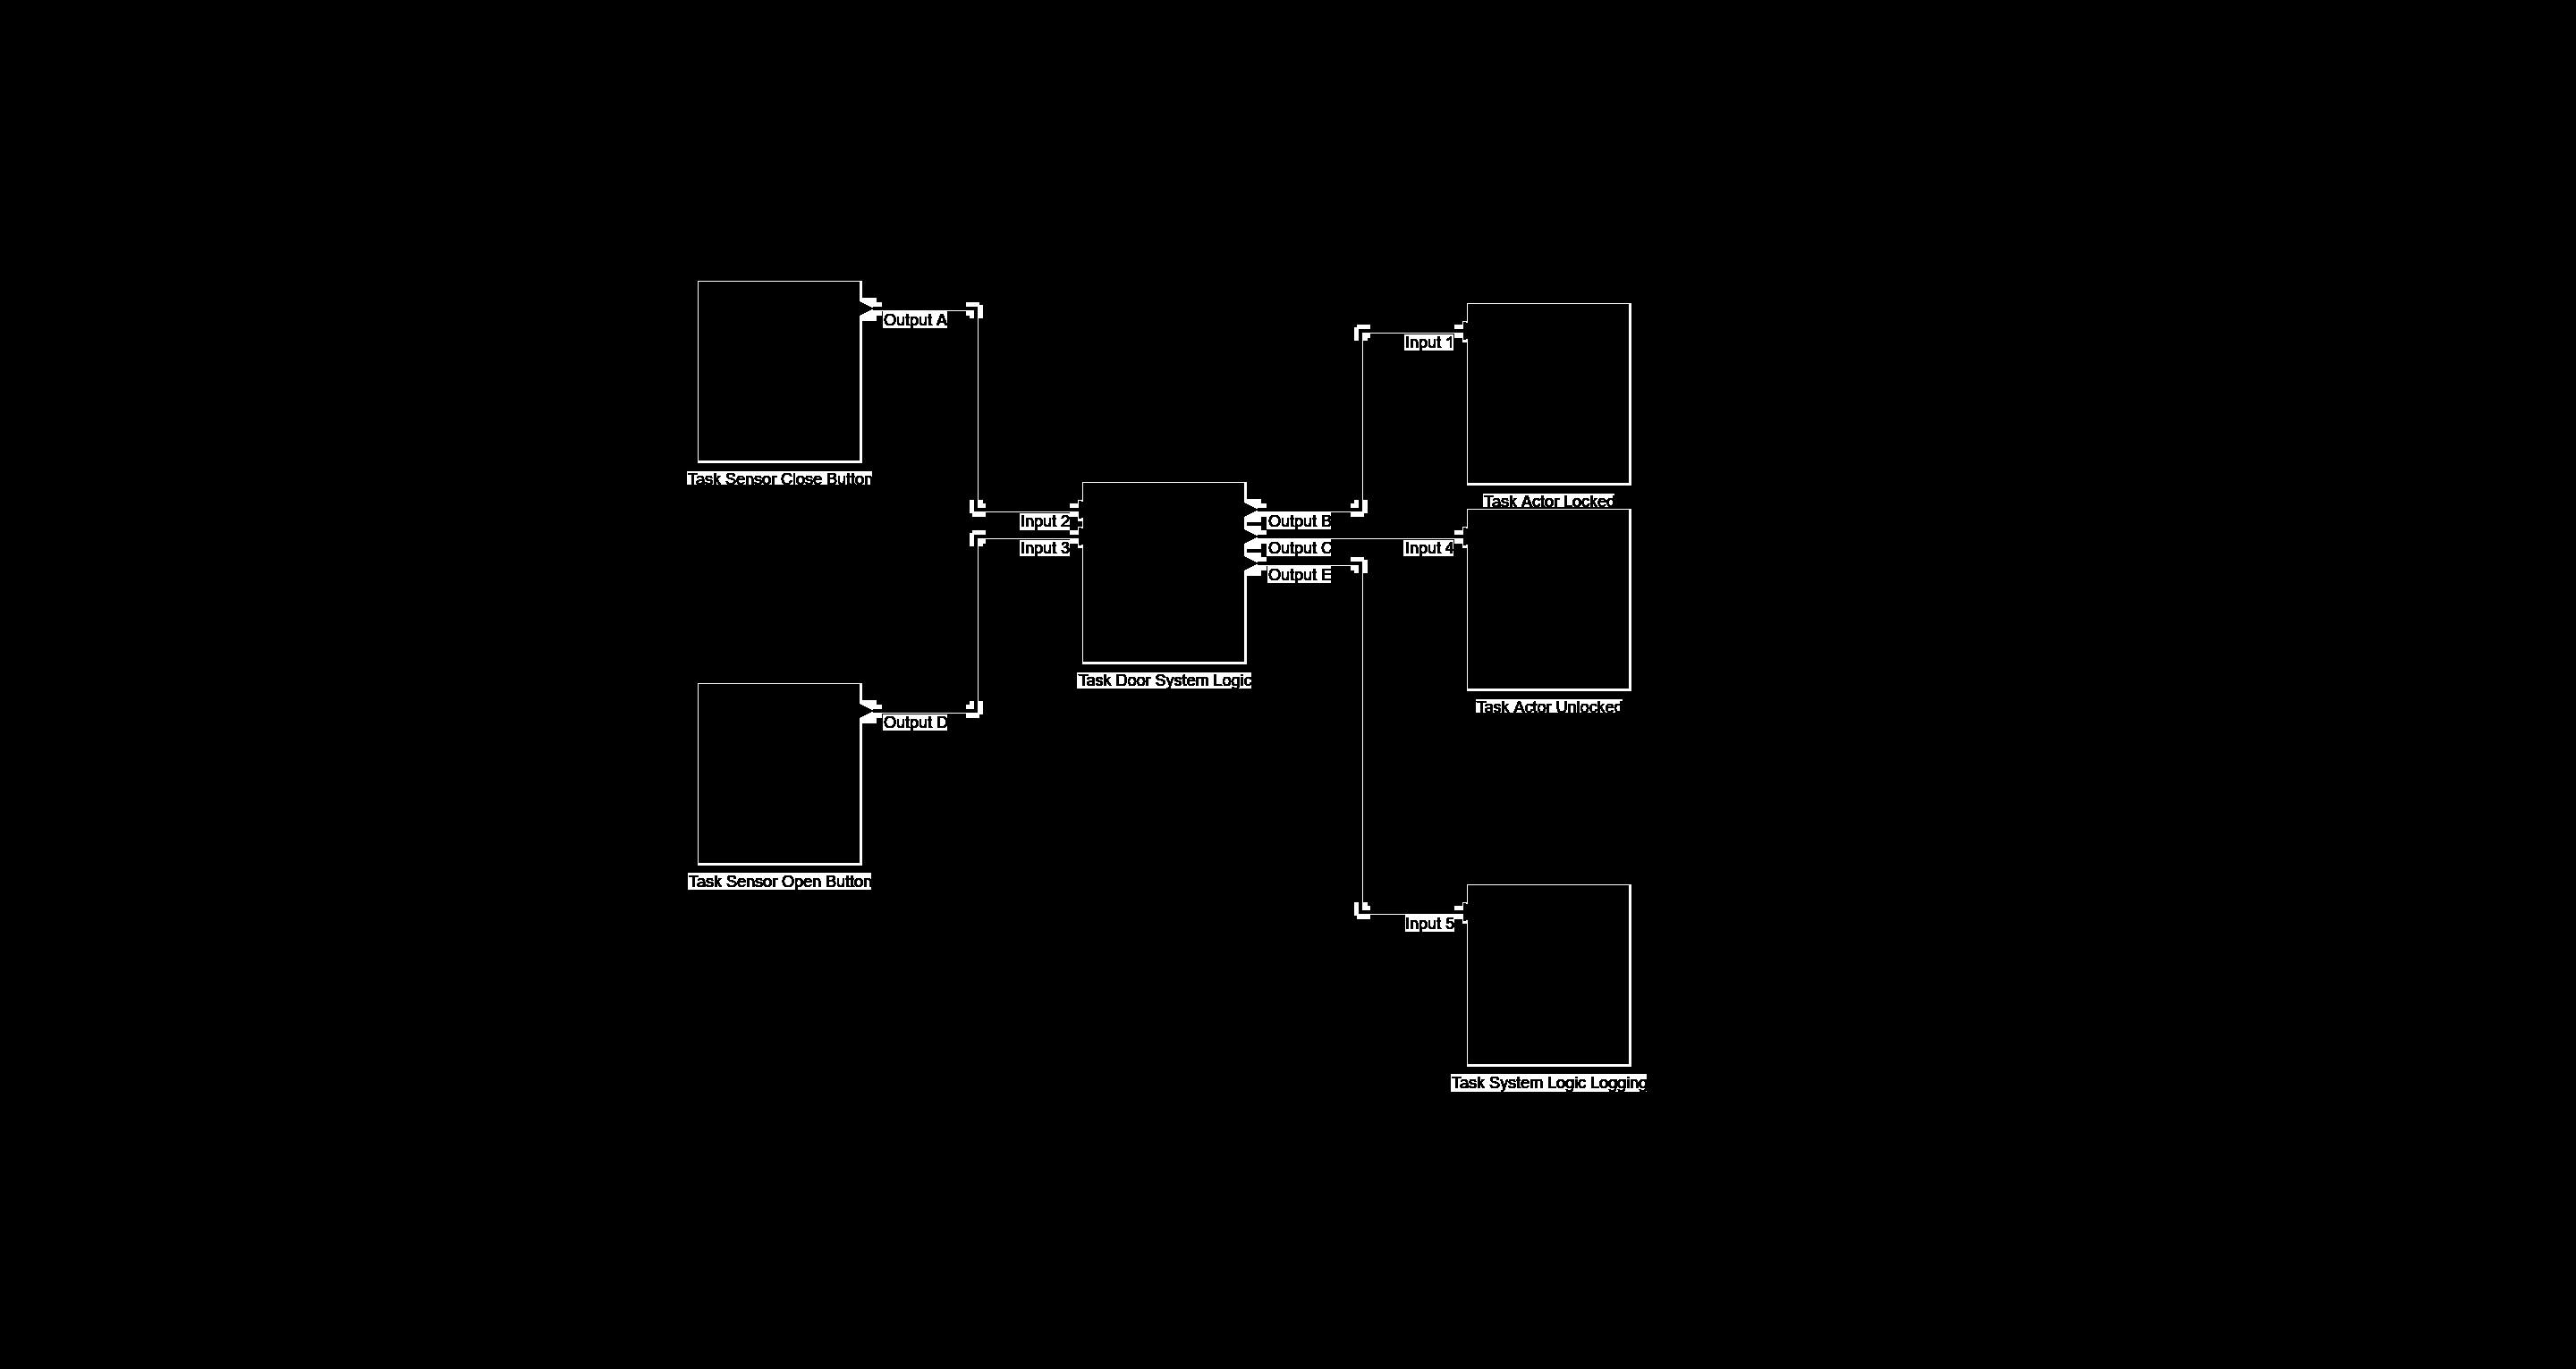 Output A
Input 1
Task Sensor Close Button
Task Actor Locked
Input 2
Output B
Input 3
Output C
Input 4
Output E
Task Door System Logic
Task Actor Unlocked
Output D
Task Sensor Open Button
Input 5
Task System Logic Logging